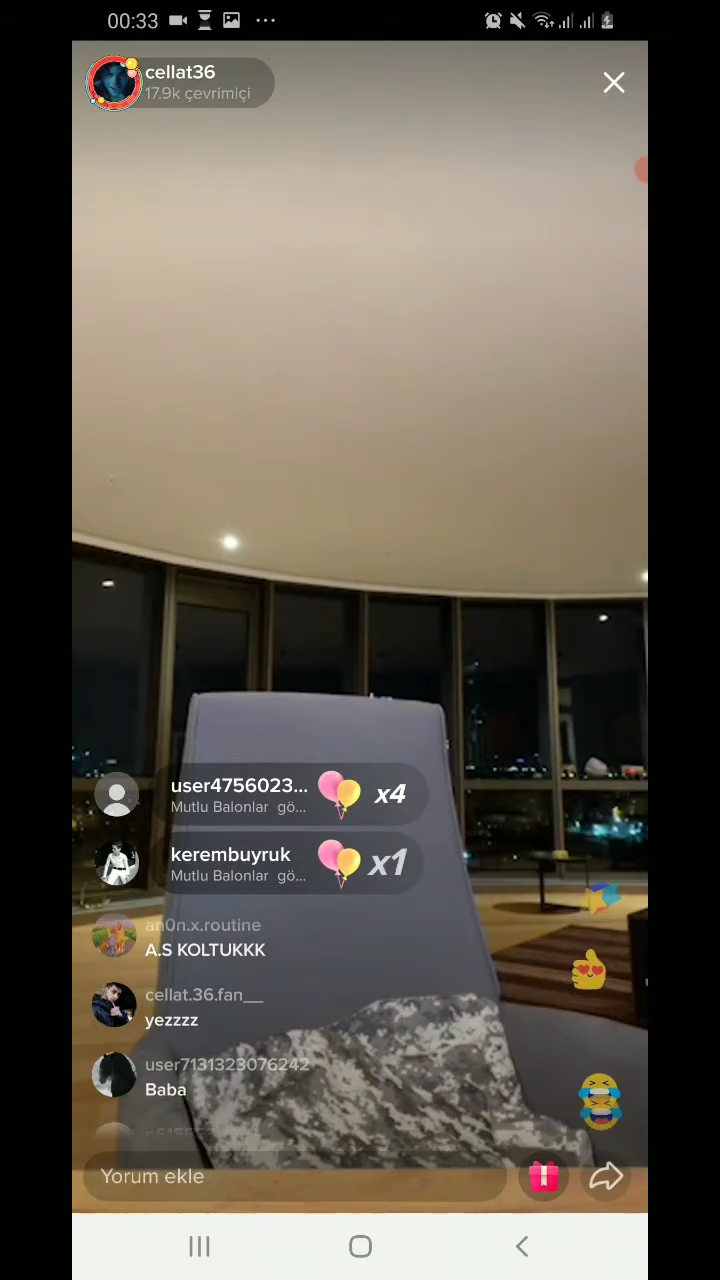 00:33
cellat36
17.9k çevrimiçi
user4756023...
Mutlu Balonlar gö...
x4
kerembuyruk
Mutlu Balonlar gö...
x1
an0n.x.routine
A.S KOLTUKKK
cellat.36.fan__
yezzzz
user7131323076242
Baba
Yorum ekle